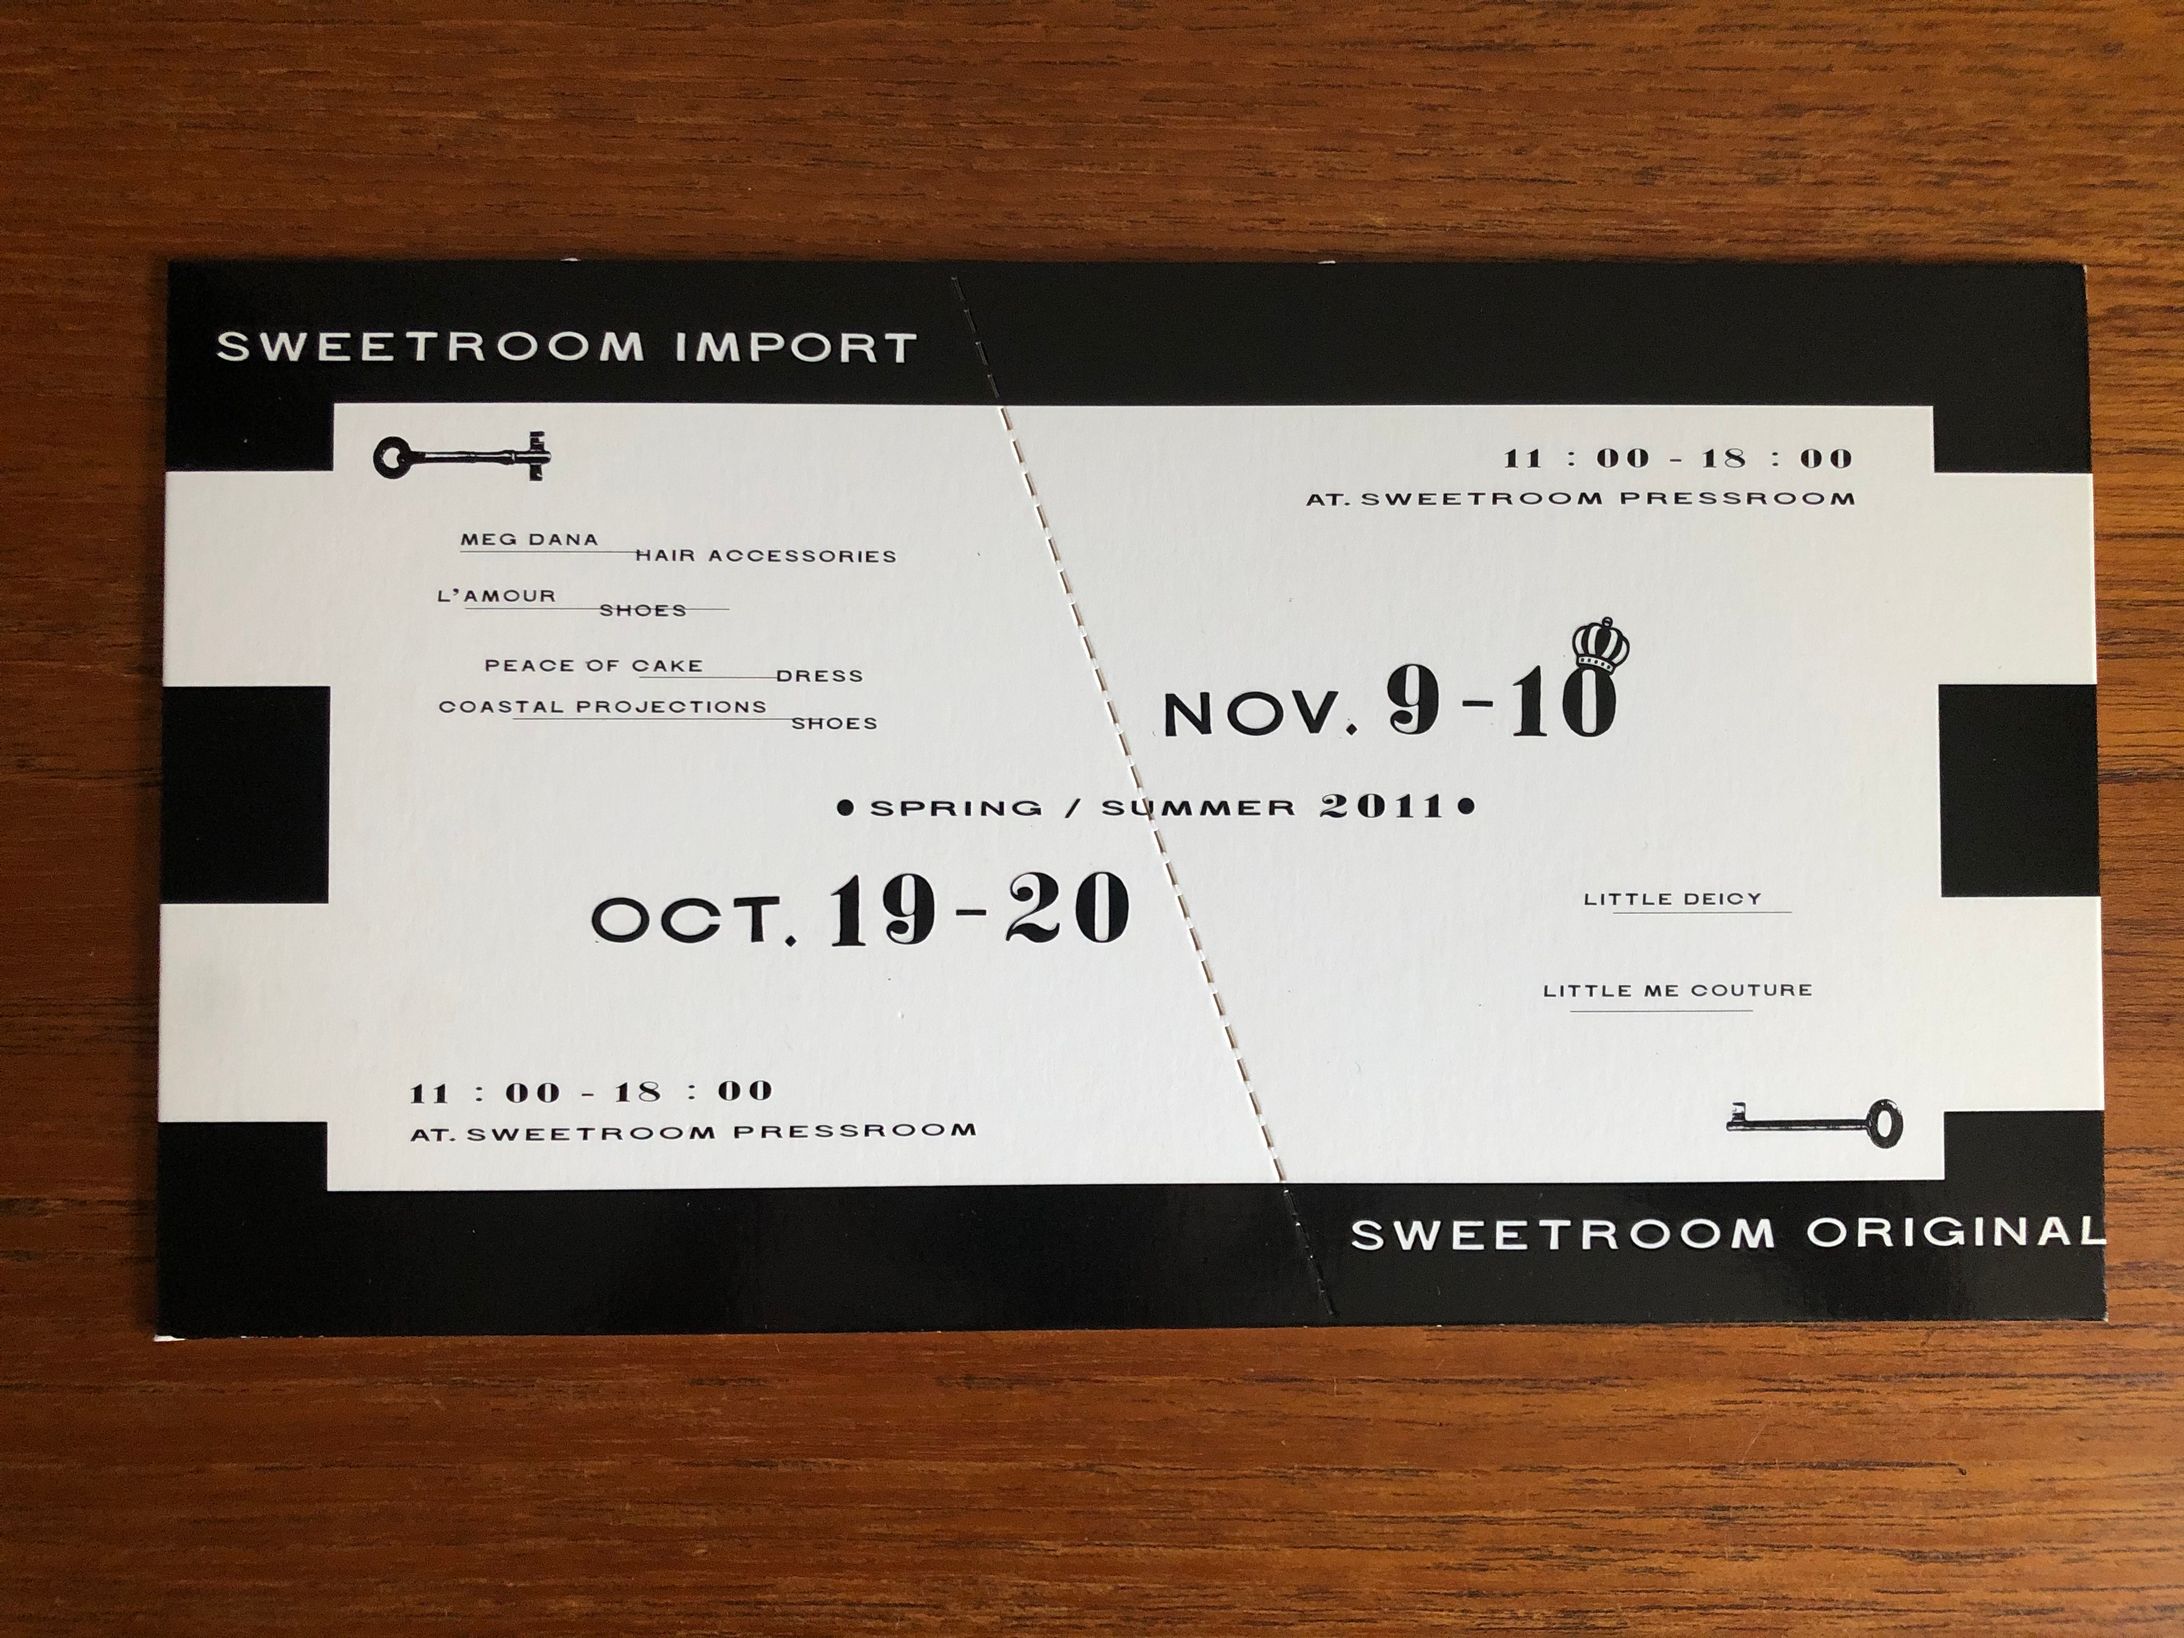 SWEETROOM IMPORT
MEG DANA
HAIR ACCESSORIES
L'AMOUR
SHOES
PEACE OF CAKE
DRESS
COASTAL PROJECTIONS
SHOES
11 : 00 - 18 : 00
AT. SWEETROOM PRESSROOM
NOV. 9-10
• SPRING / SUMMER 2011 •
OCT. 19-20
11 : 00 - 18 : 00
AT. SWEETROOM PRESSROOM
LITTLE DEICY
LITTLE ME COUTURE
SWEETROOM ORIGINAL